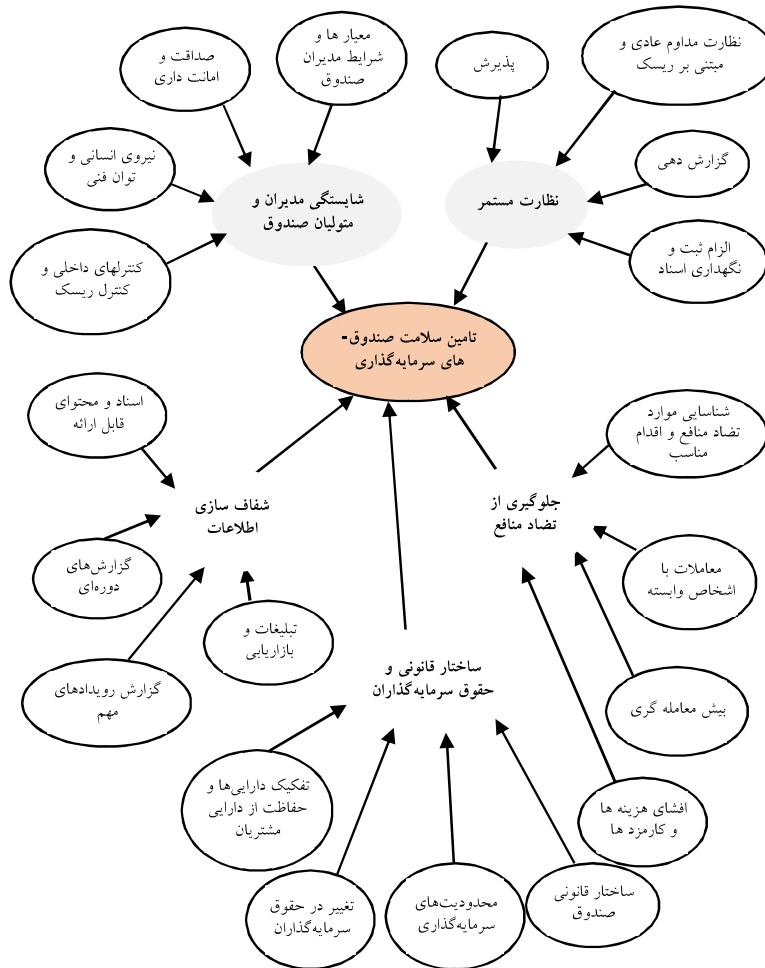 معیار ها و
شرایط مدیران
صندوق
نظارت مداوم عادی و
مبتنی بر ریسک
صداقت و
امانت داری
پذیرش
نیروی انسانی و
توان فنی
گزارش دهی
شایستگی مدیران و
متولیان صندوق
نظارت مستمر
کنترلهای داخلی و
کنترل ریسک
الزام ثبت و
نگهداری اسناد
تامین سلامت صندوق-
های سرمایه‌گذاری
اسناد و محتوای
قابل ارائه
شناسایی موارد
تضاد منافع و اقدام
مناسب
شفاف سازی
اطلاعات
جلوگیری از
تضاد منافع
گزارش‌های
دوره‌ای
معاملات با
اشخاص وابسته
تبلیغات و
بازاریابی
گزارش رویدادهای
مهم
ساختار قانونی و
حقوق سرمایه‌گذاران
بیش معامله گری
تفکیک دارایی‌ها و
حفاظت از دارایی
مشتریان
افشای هزینه ها
و کارمزد ها
تغییر در حقوق
سرمایه‌گذاران
محدودیت‌های
سرمایه‌گذاری
ساختار قانونی
صندوق